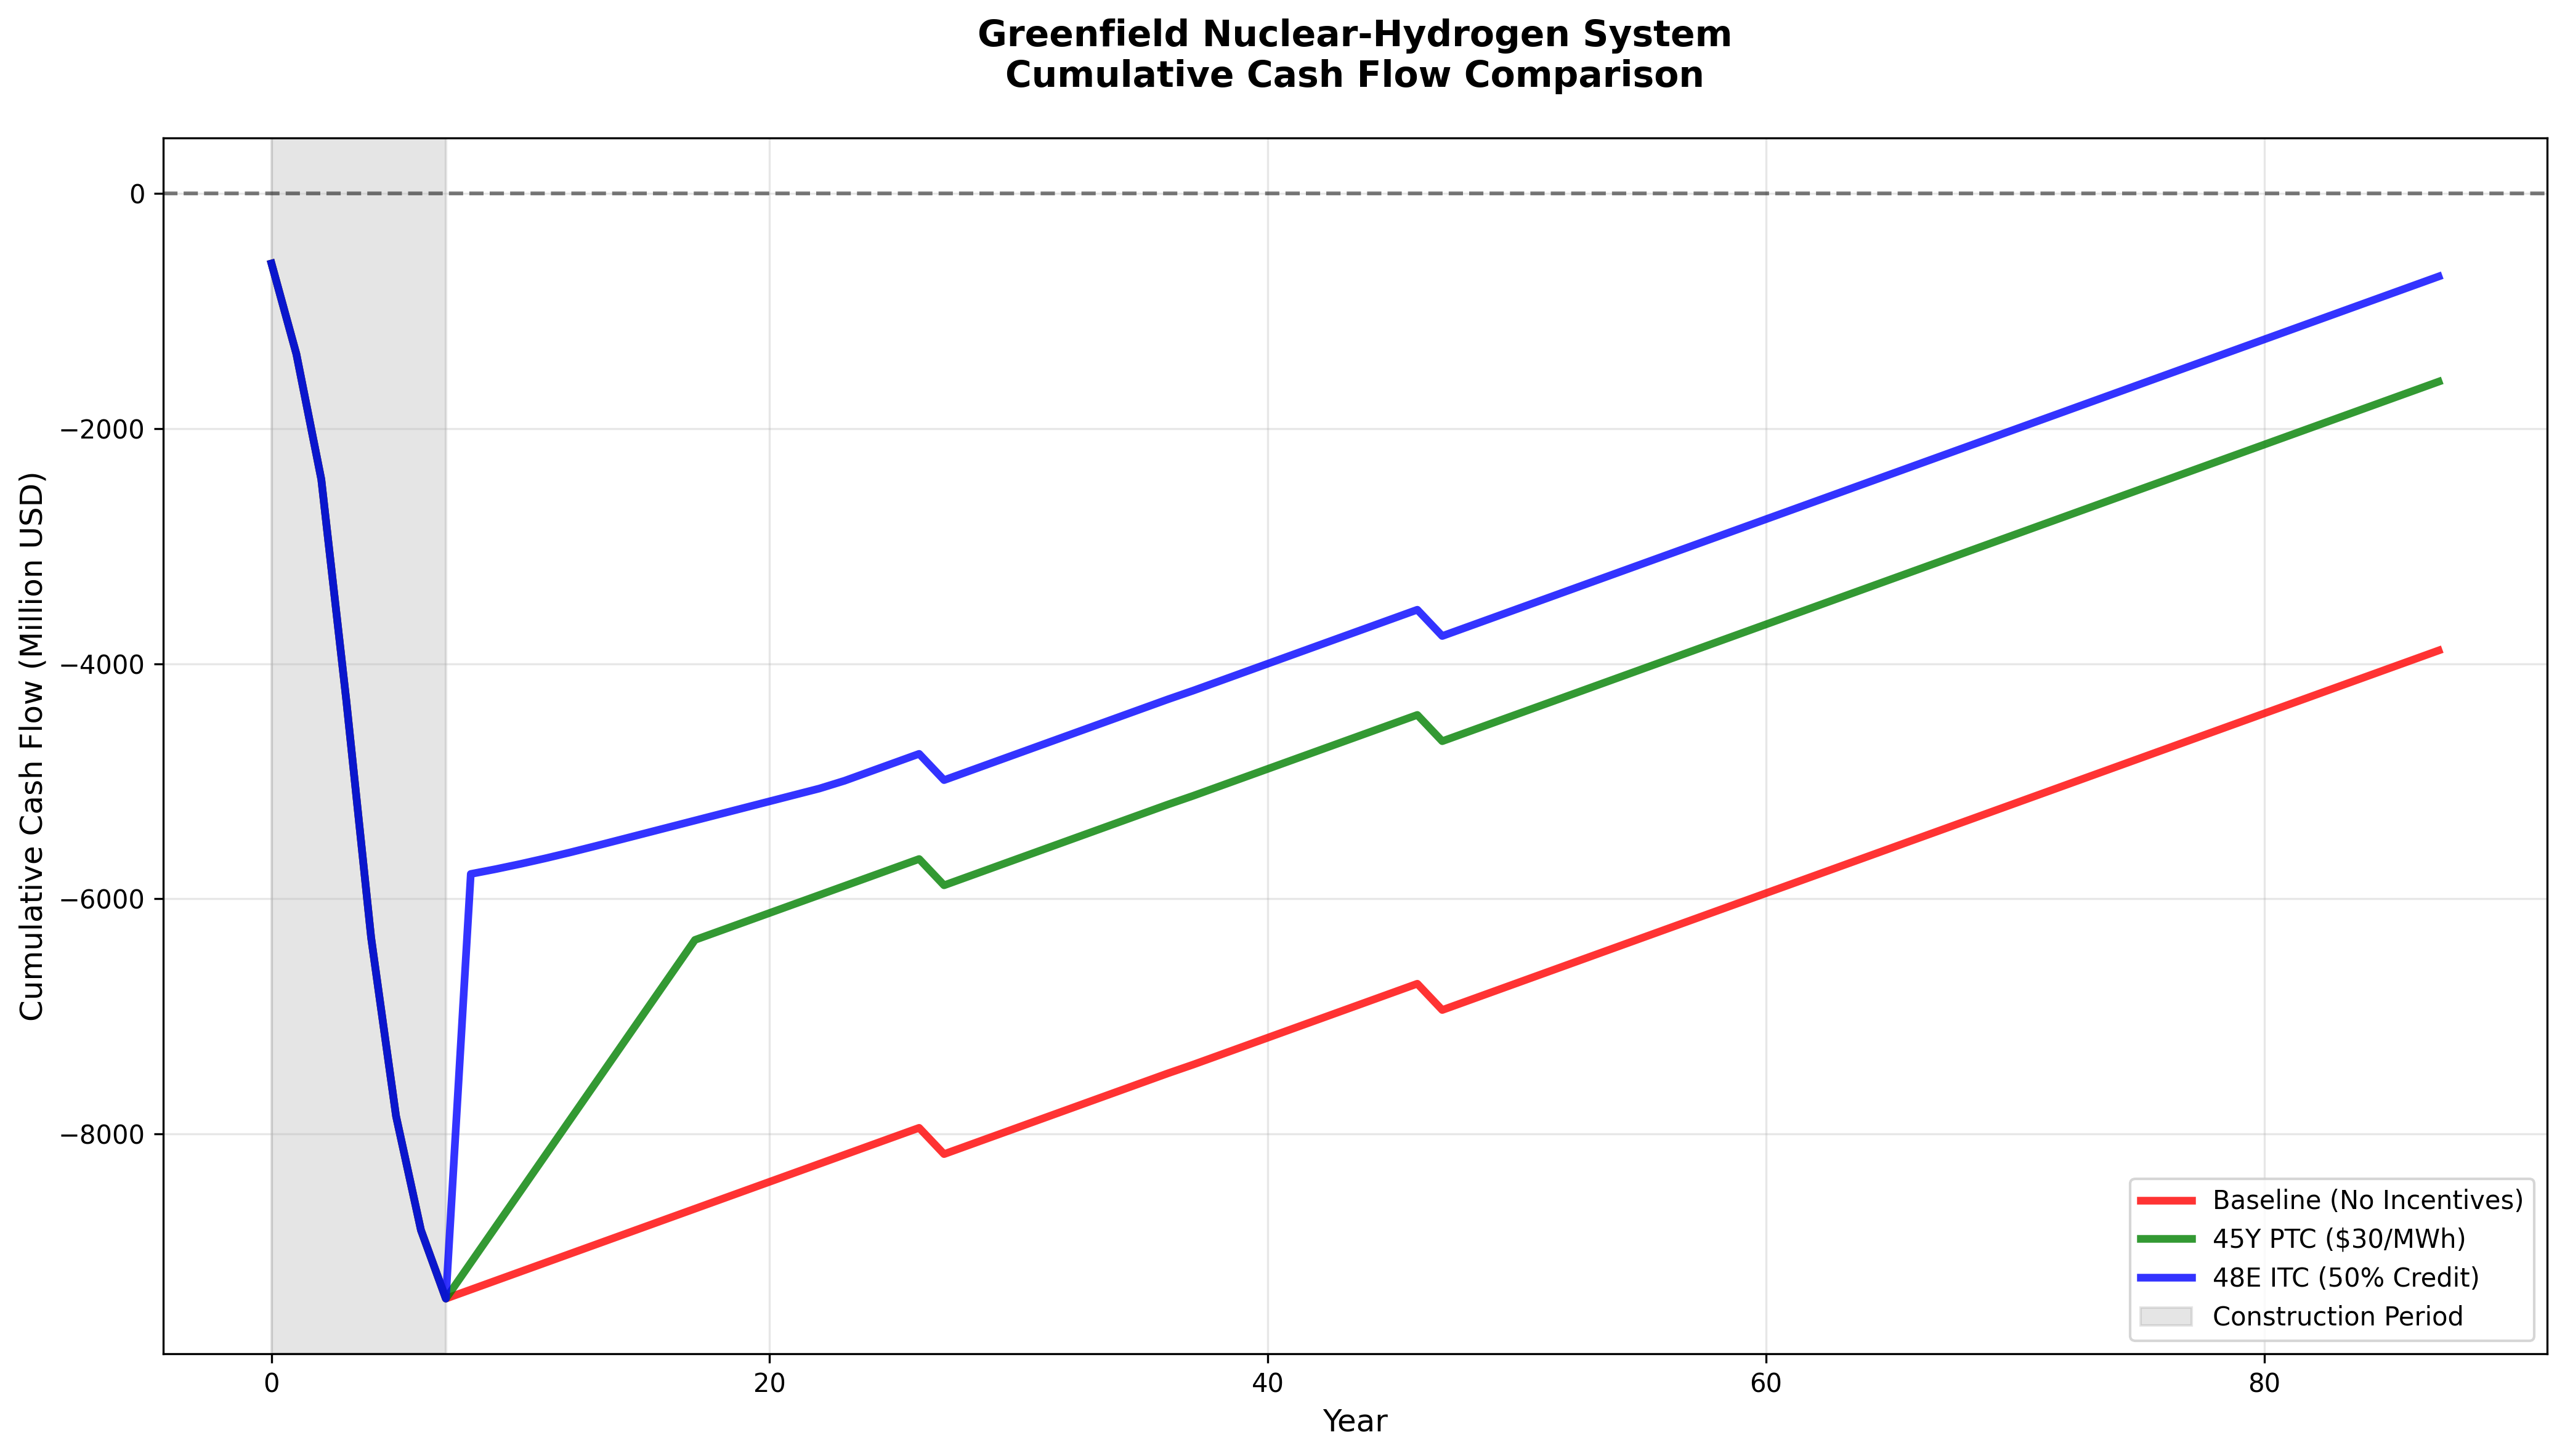 Greenfield Nuclear-Hydrogen System
Cumulative Cash Flow Comparison
Cumulative Cash Flow (Million USD)
0
−2000
−4000
−6000
−8000
0
20
40
60
80
Year
Baseline (No Incentives)
45Y PTC ($30/MWh)
48E ITC (50% Credit)
Construction Period